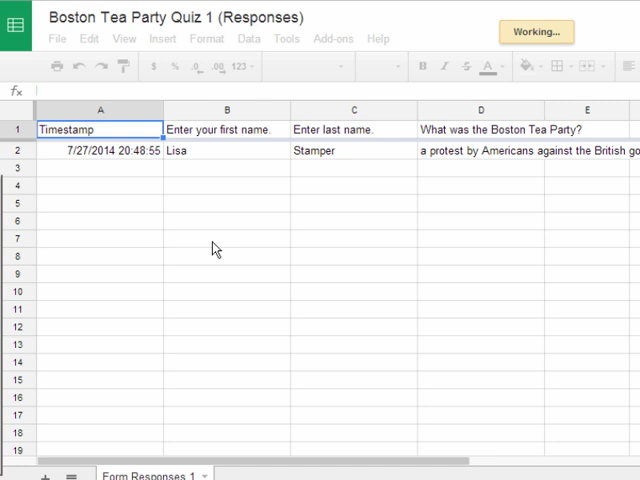 Boston Tea Party Quiz 1 (Responses)
Working...
File Edit View Insert Format Data Tools Add-ons Help
$ % .0 .00 123 B I S A
fx
A B C D E
1 Timestamp Enter your first name. Enter last name. What was the Boston Tea Party?
2 7/27/2014 20:48:55 Lisa Stamper a protest by Americans against the British go
3
4
5
6
7
8
9
10
11
12
13
14
15
16
17
18
19
Form Responses 1